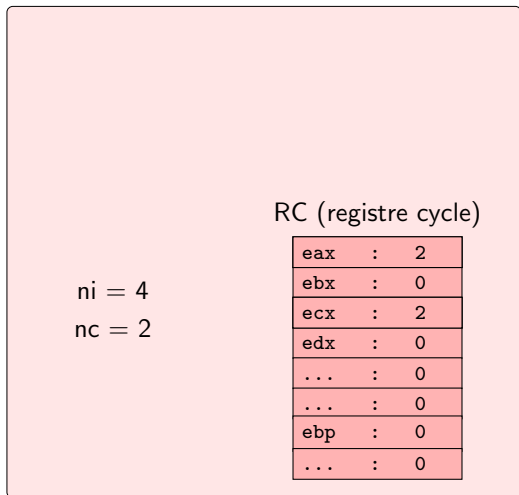 RC (registre cycle)
eax : 2
ebx : 0
ecx : 2
edx : 0
... : 0
... : 0
ebp : 0
... : 0
ni = 4
nc = 2